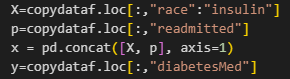 X=copydataf.loc[:,"race":"insulin"]
p=copydataf.loc[:,"readmitted"]
x = pd.concat([X, p], axis=1)
y=copydataf.loc[:,"diabetesMed"]